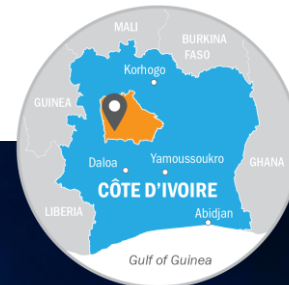 MALI
BURKINA
FASO
Korhogo
GUINEA
Daloa
Yamoussoukro
GHANA
CÔTE D'IVOIRE
LIBERIA
Abidjan
Gulf of Guinea